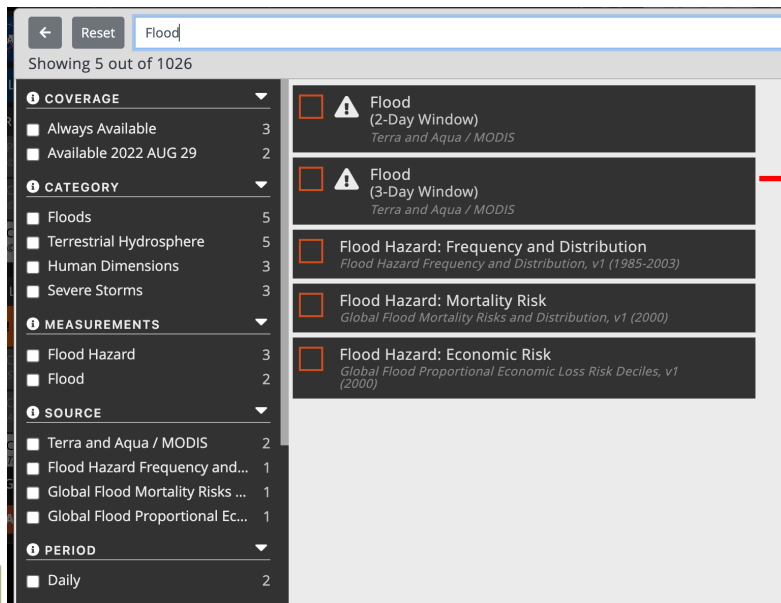 Reset
Flood
Showing 5 out of 1026
COVERAGE
Always Available 3
Available 2022 AUG 29 2
CATEGORY
Floods 5
Terrestrial Hydrosphere 5
Human Dimensions 3
Severe Storms 3
MEASUREMENTS
Flood Hazard 3
Flood 2
SOURCE
Terra and Aqua / MODIS 2
Flood Hazard Frequency and... 1
Global Flood Mortality Risks ... 1
Global Flood Proportional Ec... 1
PERIOD
Daily 2
Flood
(2-Day Window)
Terra and Aqua / MODIS
Flood
(3-Day Window)
Terra and Aqua / MODIS
Flood Hazard: Frequency and Distribution
Flood Hazard Frequency and Distribution, v1 (1985-2003)
Flood Hazard: Mortality Risk
Global Flood Mortality Risks and Distribution, v1 (2000)
Flood Hazard: Economic Risk
Global Flood Proportional Economic Loss Risk Deciles, v1
(2000)